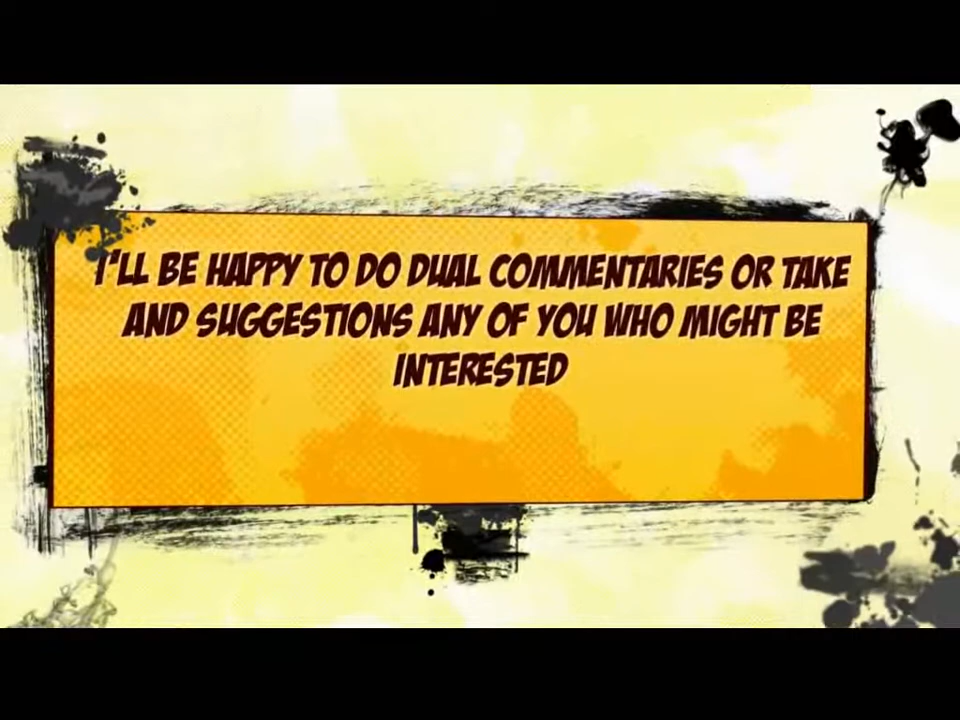 I'LL BE HAPPY TO DO DUAL COMMENTARIES OR TAKE
AND SUGGESTIONS ANY OF YOU WHO MIGHT BE
INTERESTED